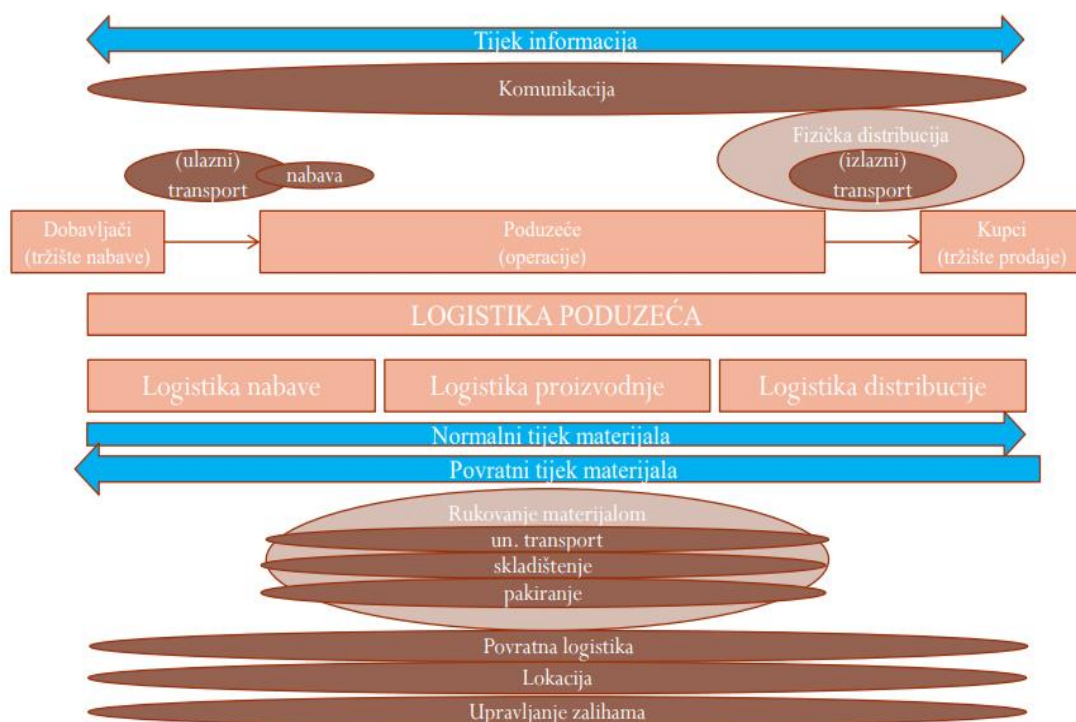 Tijek informacija
Komunikacija
Fizička distribucija
(ulazni)
transport
nabava
(izlazni)
transport
Dobavljači
(tržište nabave)
Poduzeće
(operacije)
Kupci
(tržište prodaje)
LOGISTIKA PODUZEĆA
Logistika nabave
Logistika proizvodnje
Logistika distribucije
Normalni tijek materijala
Povratni tijek materijala
Rukovanje materijalom
un. transport
skladištenje
pakiranje
Povratna logistika
Lokacija
Upravljanje zalihama